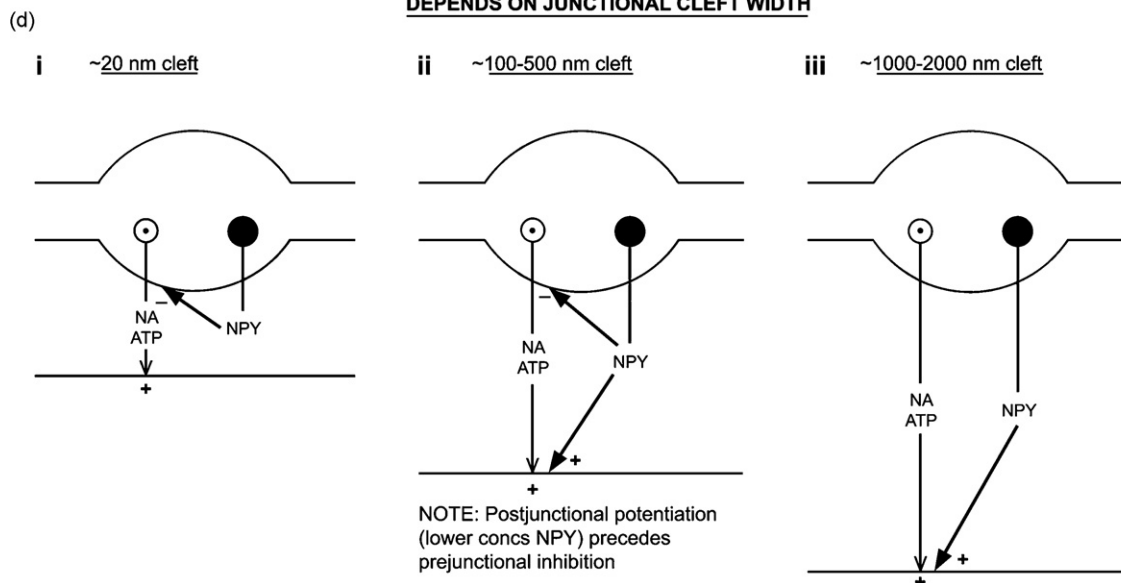 DEPENDS ON JUNCTIONAL CLEFT WIDTH
(d)
i ~20 nm cleft
ii ~100-500 nm cleft
iii ~1000-2000 nm cleft
–
NA
ATP
NPY
+
–
NA
ATP
NPY
+
+
NOTE: Postjunctional potentiation
(lower concs NPY) precedes
prejunctional inhibition
NA
ATP
NPY
+
+